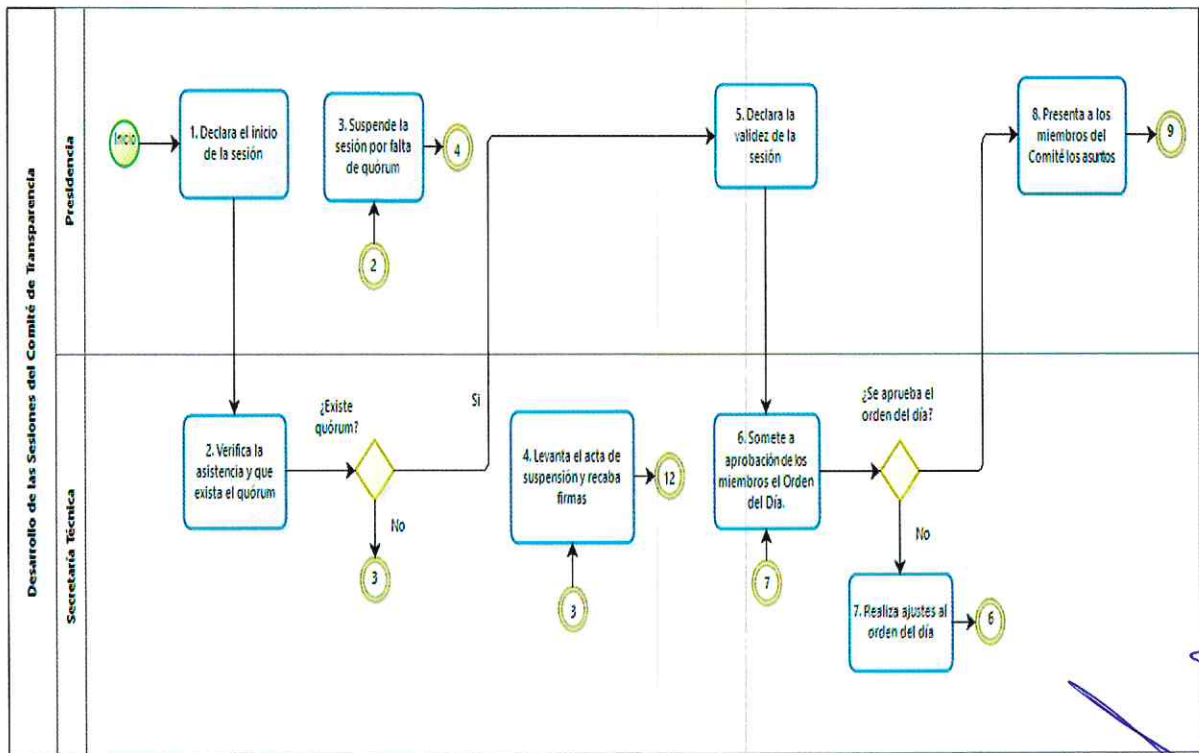 Desarrollo de las Sesiones del Comité de Transparencia
Presidencia
Inicio
1. Declara el inicio
de la sesión
3. Suspende la
sesión por falta
de quórum
4
2
5. Declara la
validez de la
sesión
8. Presenta a los
miembros del
Comité los asuntos
9
Secretaría Técnica
2. Verifica la
asistencia y que
exista el quórum
¿Existe
quórum?
Si
No
3
4. Levanta el acta de
suspensión y recaba
firmas
12
3
6. Somete a
aprobación de los
miembros el Orden
del Día.
7
¿Se aprueba el
orden del día?
No
7. Realiza ajustes al
orden del día
6